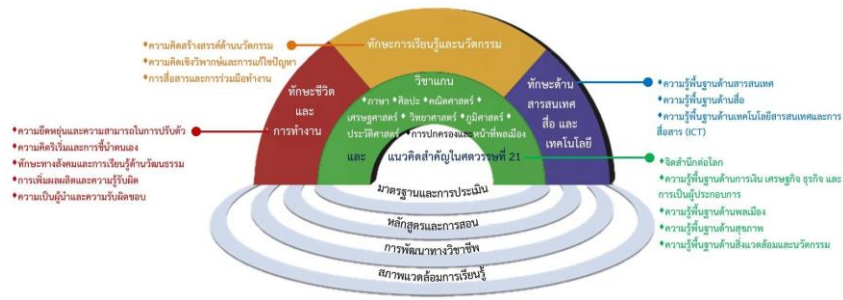 ♦ความคิดสร้างสรรค์ด้านนวัตกรรม
♦ความคิดเชิงวิพากษ์และการแก้ไขปัญหา
♦การสื่อสารและการร่วมมือทำงาน
ทักษะการเรียนรู้และนวัตกรรม
ทักษะชีวิต
และ
การทำงาน
วิชาแกน
♦ภาษา ♦ศิลปะ ♦คณิตศาสตร์ ♦
เศรษฐศาสตร์ ♦ วิทยาศาสตร์ ♦ภูมิศาสตร์ ♦
ประวัติศาสตร์ ♦การปกครองและหน้าที่พลเมือง
และ แนวคิดสำคัญในศตวรรษที่ 21
ทักษะด้าน
สารสนเทศ
สื่อ และ
เทคโนโลยี
♦ความรู้พื้นฐานด้านสารสนเทศ
♦ความรู้พื้นฐานด้านสื่อ
♦ความรู้พื้นฐานด้านเทคโนโลยีสารสนเทศและการ
สื่อสาร (ICT)
♦ความยืดหยุ่นและความสามารถในการปรับตัว
♦ความคิดริเริ่มและการชี้นำตนเอง
♦ทักษะทางสังคมและการเรียนรู้ด้านวัฒนธรรม
♦การเพิ่มผลผลิตและความรู้รับผิด
♦ความเป็นผู้นำและความรับผิดชอบ
♦จิตสำนึกต่อโลก
♦ความรู้พื้นฐานด้านการเงิน เศรษฐกิจ ธุรกิจ และ
การเป็นผู้ประกอบการ
♦ความรู้พื้นฐานด้านพลเมือง
♦ความรู้พื้นฐานด้านสุขภาพ
♦ความรู้พื้นฐานด้านสิ่งแวดล้อมและนวัตกรรม
มาตรฐานและการประเมิน
หลักสูตรและการสอน
การพัฒนาทางวิชาชีพ
สภาพแวดล้อมการเรียนรู้